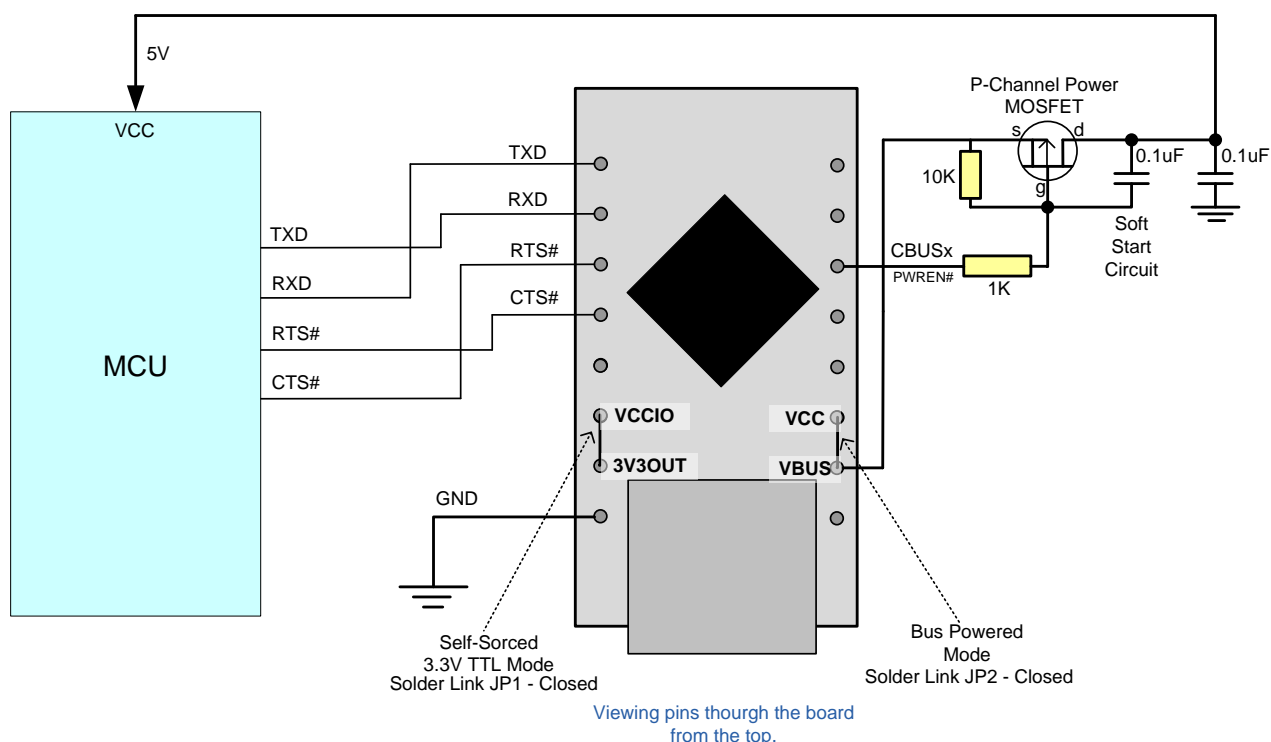 5V
P-Channel Power
MOSFET
VCC
s
d
TXD
0.1uF
0.1uF
10K
g
RXD
TXD
Soft
Start
Circuit
RTS#
CBUSx
PWREN#
1K
RXD
CTS#
RTS#
MCU
CTS#
VCCIO
VCC
3V3OUT
VBUS
GND
Self-Sorced
3.3V TTL Mode
Solder Link JP1 - Closed
Bus Powered
Mode
Solder Link JP2 - Closed
Viewing pins thourgh the board
from the top.